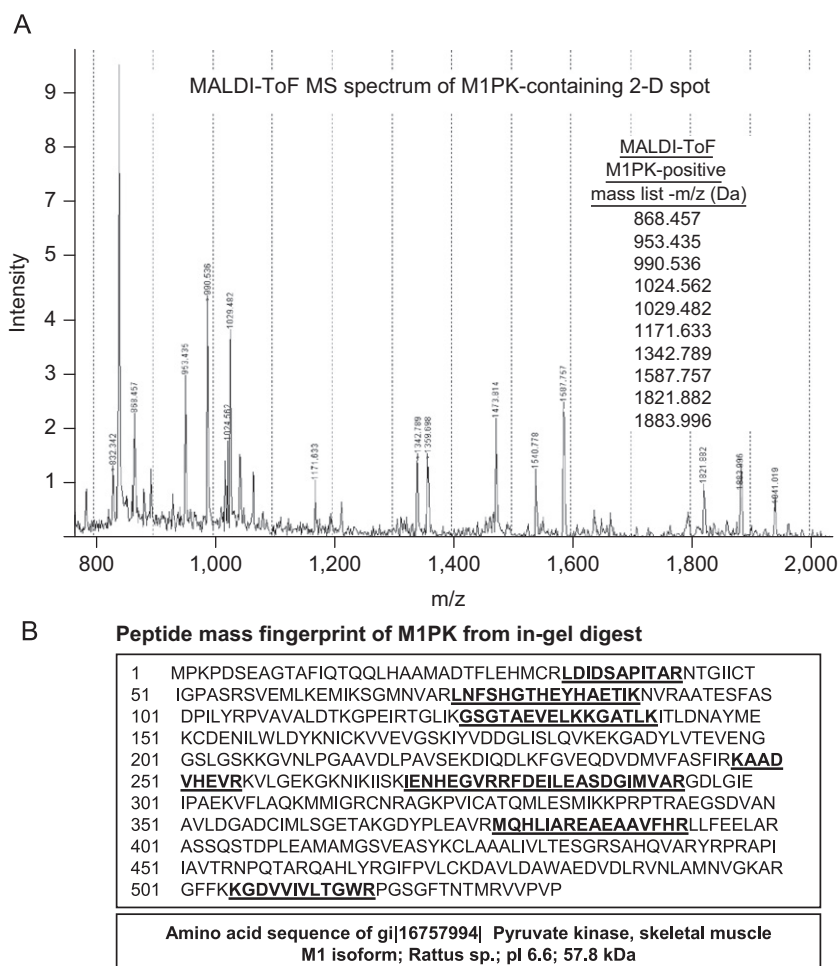 A
MALDI-ToF MS spectrum of M1PK-containing 2-D spot
MALDI-ToF
M1PK-positive
mass list -m/z (Da)
868.457
953.435
990.536
1024.562
1029.482
1171.633
1342.789
1587.757
1821.882
1883.996
Intensity
9
8
7
5
4
3
2
1
832.342
868.457
953.435
990.536
1024.562
1029.482
1171.633
1342.789
1359.698
1473.814
1540.778
1587.757
1821.882
1883.996
1941.019
800 1,000 1,200 1,400 1,600 1,800 2,000
m/z
B
Peptide mass fingerprint of M1PK from in-gel digest
1 MPKPDSEAGTAFIQTQQLHAAMADTFLEHMCRLDIDSAPITARNTGIICT
51 IGPASRSVEMLKEMIKSGMNVARLNFSHGTHEYHAETIKNVRAATESFAS
101 DPILYRPVAVALDTKGPEIRTGLIKGSGTAEVELKKGATLKITLDNAYME
151 KCDENILWLDYKNICKVVEVGSKIYVDDGLISLQVKEKGADYLVTEVENG
201 GSLGSKKGVNLPGAAVDLPAVSEKDIQDLKFGVEQDVDMVFASFIRKAAD
251 VHEVRKVLGEKGKNIKIISKIENHEGVRRFDEILEASDGIMVARGDLGIE
301 IPAEKVFLAQKMMIGRCNRAGKPVICATQMLESMIKKPRPTRAEGSDVAN
351 AVLDGADCIMLSGETAKGDYPLEAVRMQHLIAREAEAAVFHRLLFEELAR
401 ASSQSTDPLEAMAMGSVEASYKCLAAALIVLTESGRSAHQVARYRPRAPI
451 IAVTRNPQTARQAHLYRGIFPVLCKDAVLDAWAEDVDLRVNLAMNVGKAR
501 GFFKKGDVVIVLTGWRPGSGFTNTMRVVPVP
Amino acid sequence of gi|16757994| Pyruvate kinase, skeletal muscle
M1 isoform; Rattus sp.; pI 6.6; 57.8 kDa